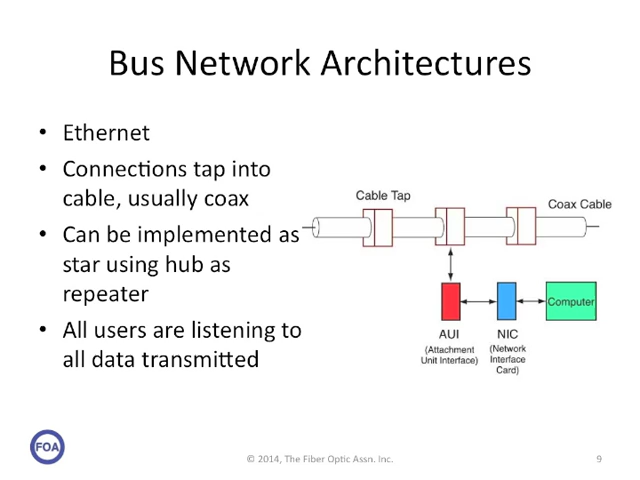 Bus Network Architectures
• Ethernet
• Connections tap into
cable, usually coax
• Can be implemented as
star using hub as
repeater
• All users are listening to
all data transmitted
Cable Tap
Coax Cable
Computer
AUI
(Attachment
Unit Interface)
NIC
(Network
Interface
Card)
FOA
© 2014, The Fiber Optic Assn. Inc.
9